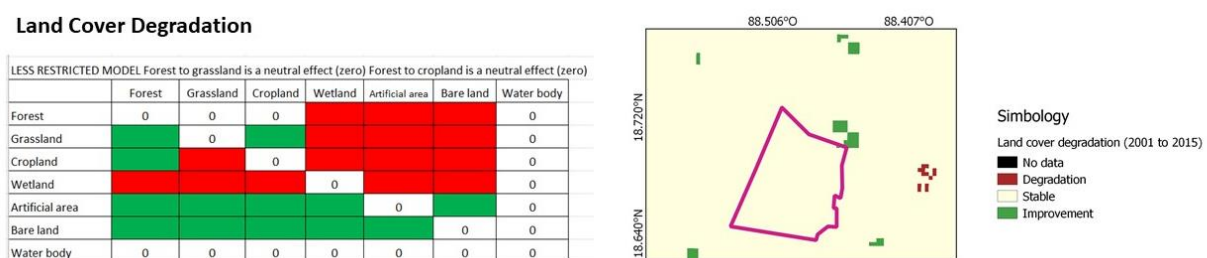 Land Cover Degradation
LESS RESTRICTED MODEL Forest to grassland is a neutral effect (zero) Forest to cropland is a neutral effect (zero)
Forest Grassland Cropland Wetland Artificial area Bare land Water body
Forest 0 0 0 0
Grassland 0 0
Cropland 0 0
Wetland 0 0
Artificial area 0 0
Bare land 0 0
Water body 0 0 0 0 0 0 0
88.506°O 88.407°O
18.720°N
18.640°N
Simbology
Land cover degradation (2001 to 2015)
No data
Degradation
Stable
Improvement